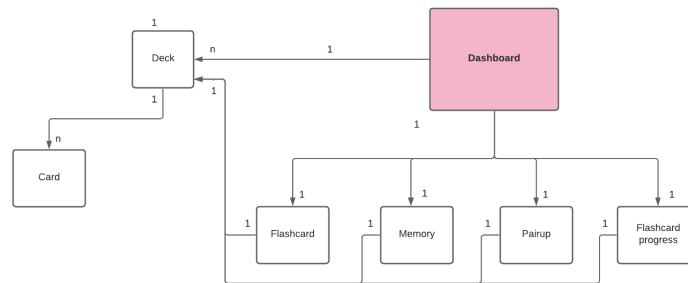 1
Deck
n
1
Dashboard
1
1
n
Card
1
1
1
1
1
1
Flashcard
1
Memory
1
Pairup
1
Flashcard
progress